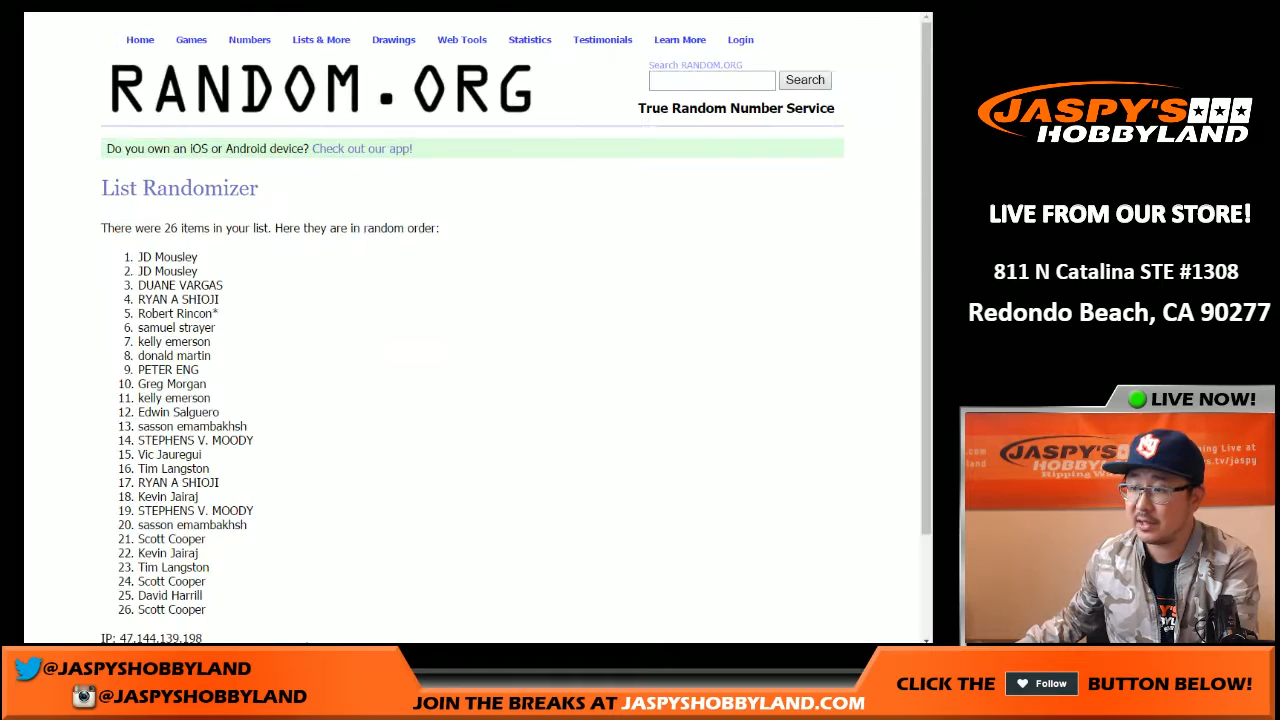 Home Games Numbers Lists & More Drawings Web Tools Statistics Testimonials Learn More Login
RANDOM.ORG
Search RANDOM.ORG
Search
True Random Number Service
Do you own an iOS or Android device? Check out our app!
List Randomizer
There were 26 items in your list. Here they are in random order:
1. JD Mousley
2. JD Mousley
3. DUANE VARGAS
4. RYAN A SHIOJI
5. Robert Rincon*
6. samuel strayer
7. kelly emerson
8. donald martin
9. PETER ENG
10. Greg Morgan
11. kelly emerson
12. Edwin Salguero
13. sasson emambakhsh
14. STEPHENS V. MOODY
15. Vic Jauregui
16. Tim Langston
17. RYAN A SHIOJI
18. Kevin Jairaj
19. STEPHENS V. MOODY
20. sasson emambakhsh
21. Scott Cooper
22. Kevin Jairaj
23. Tim Langston
24. Scott Cooper
25. David Harrill
26. Scott Cooper
IP: 47.144.139.198
JASPY'S
HOBBYLAND
LIVE FROM OUR STORE!
811 N Catalina STE #1308
Redondo Beach, CA 90277
LIVE NOW!
JASPY'S
HOBBYLAND
@JASPYSHOBBYLAND
@JASPYSHOBBYLAND
JOIN THE BREAKS AT JASPYSHOBBYLAND.COM
CLICK THE Follow BUTTON BELOW!